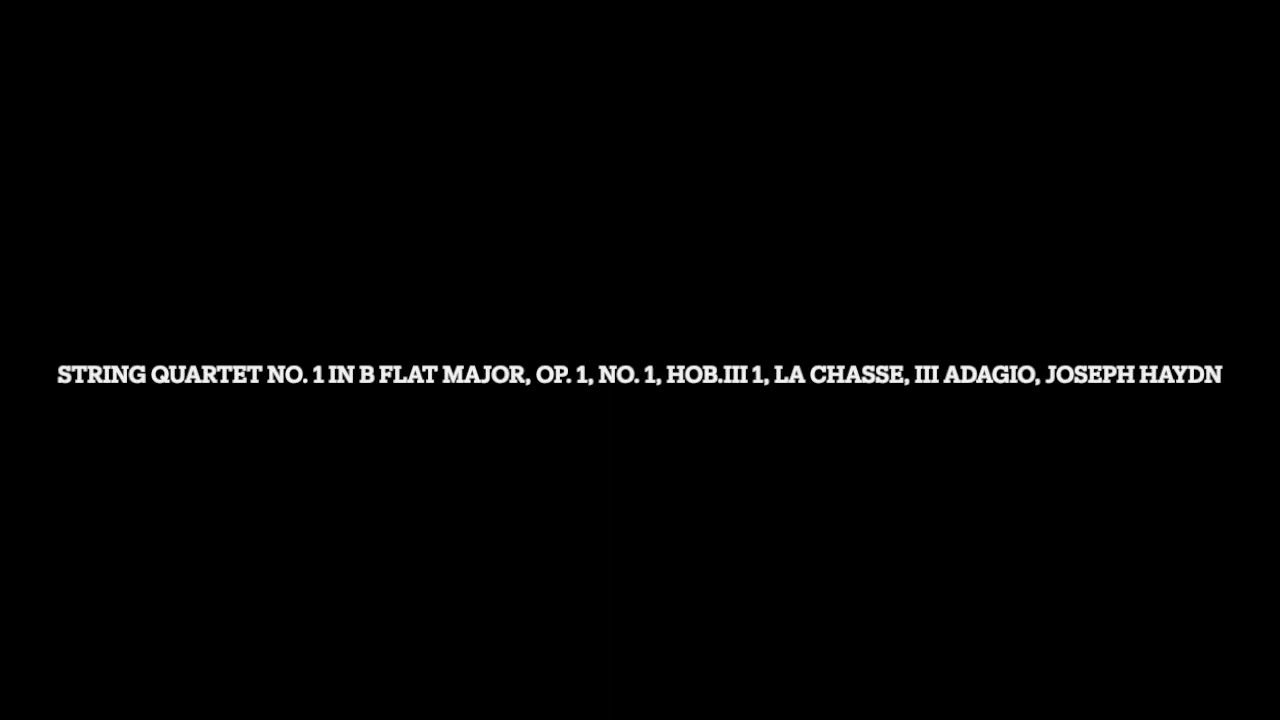 STRING QUARTET NO. 1 IN B FLAT MAJOR, OP. 1, NO. 1, HOB.III 1, LA CHASSE, III ADAGIO, JOSEPH HAYDN